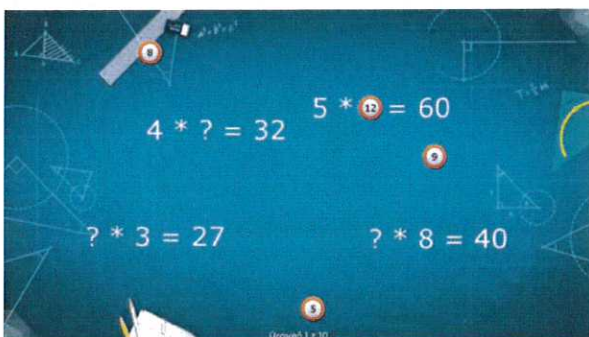 8
5 * 12 = 60
4 * ? = 32
9
? * 3 = 27
? * 8 = 40
5